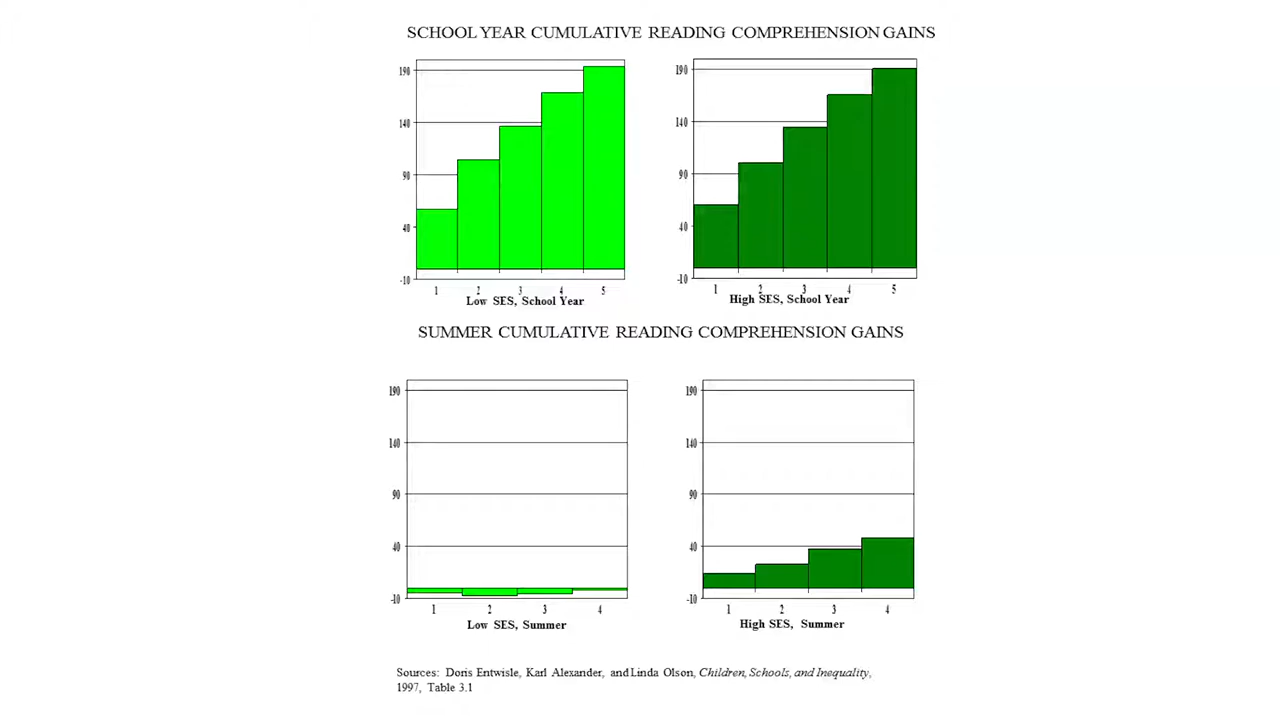 SCHOOL YEAR CUMULATIVE READING COMPREHENSION GAINS
190
140
90
40
-10
1 2 3 4 5
Low SES, School Year
190
140
90
40
-10
1 2 3 4 5
High SES, School Year
SUMMER CUMULATIVE READING COMPREHENSION GAINS
190
140
90
40
-10
1 2 3 4
Low SES, Summer
190
140
90
40
-10
1 2 3 4
High SES, Summer
Sources: Doris Entwisle, Karl Alexander, and Linda Olson, Children, Schools, and Inequality,
1997, Table 3.1